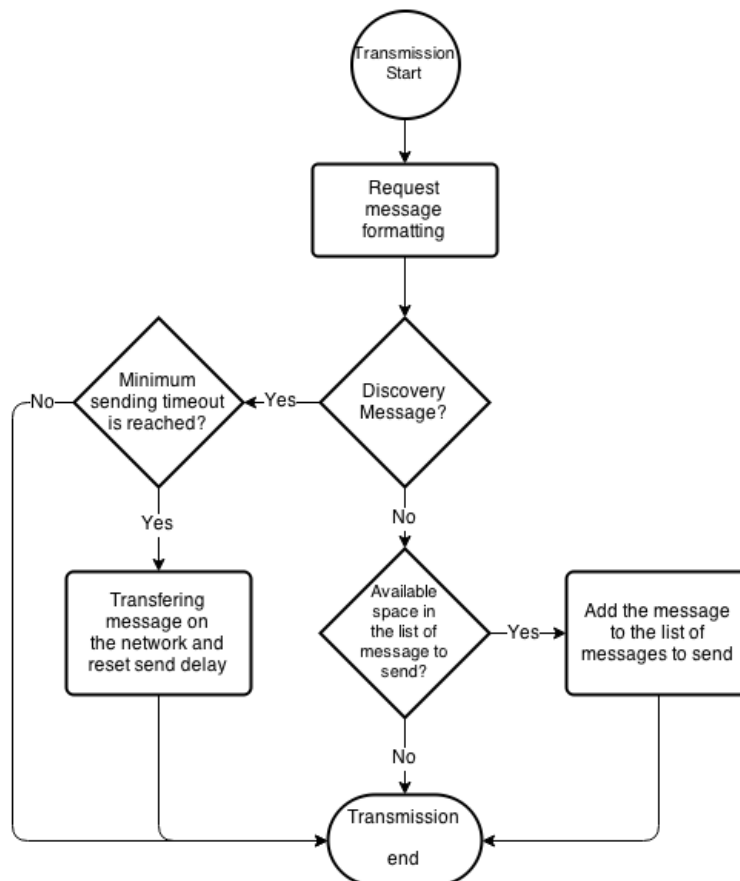 Transmission
Start
Request
message
formatting
Discovery
Message?
Yes
Minimum
sending timeout
is reached?
No
Yes
Transfering
message on
the network and
reset send delay
No
Available
space in
the list of
message to
send?
Yes
Add the message
to the list of
messages to send
No
Transmission
end